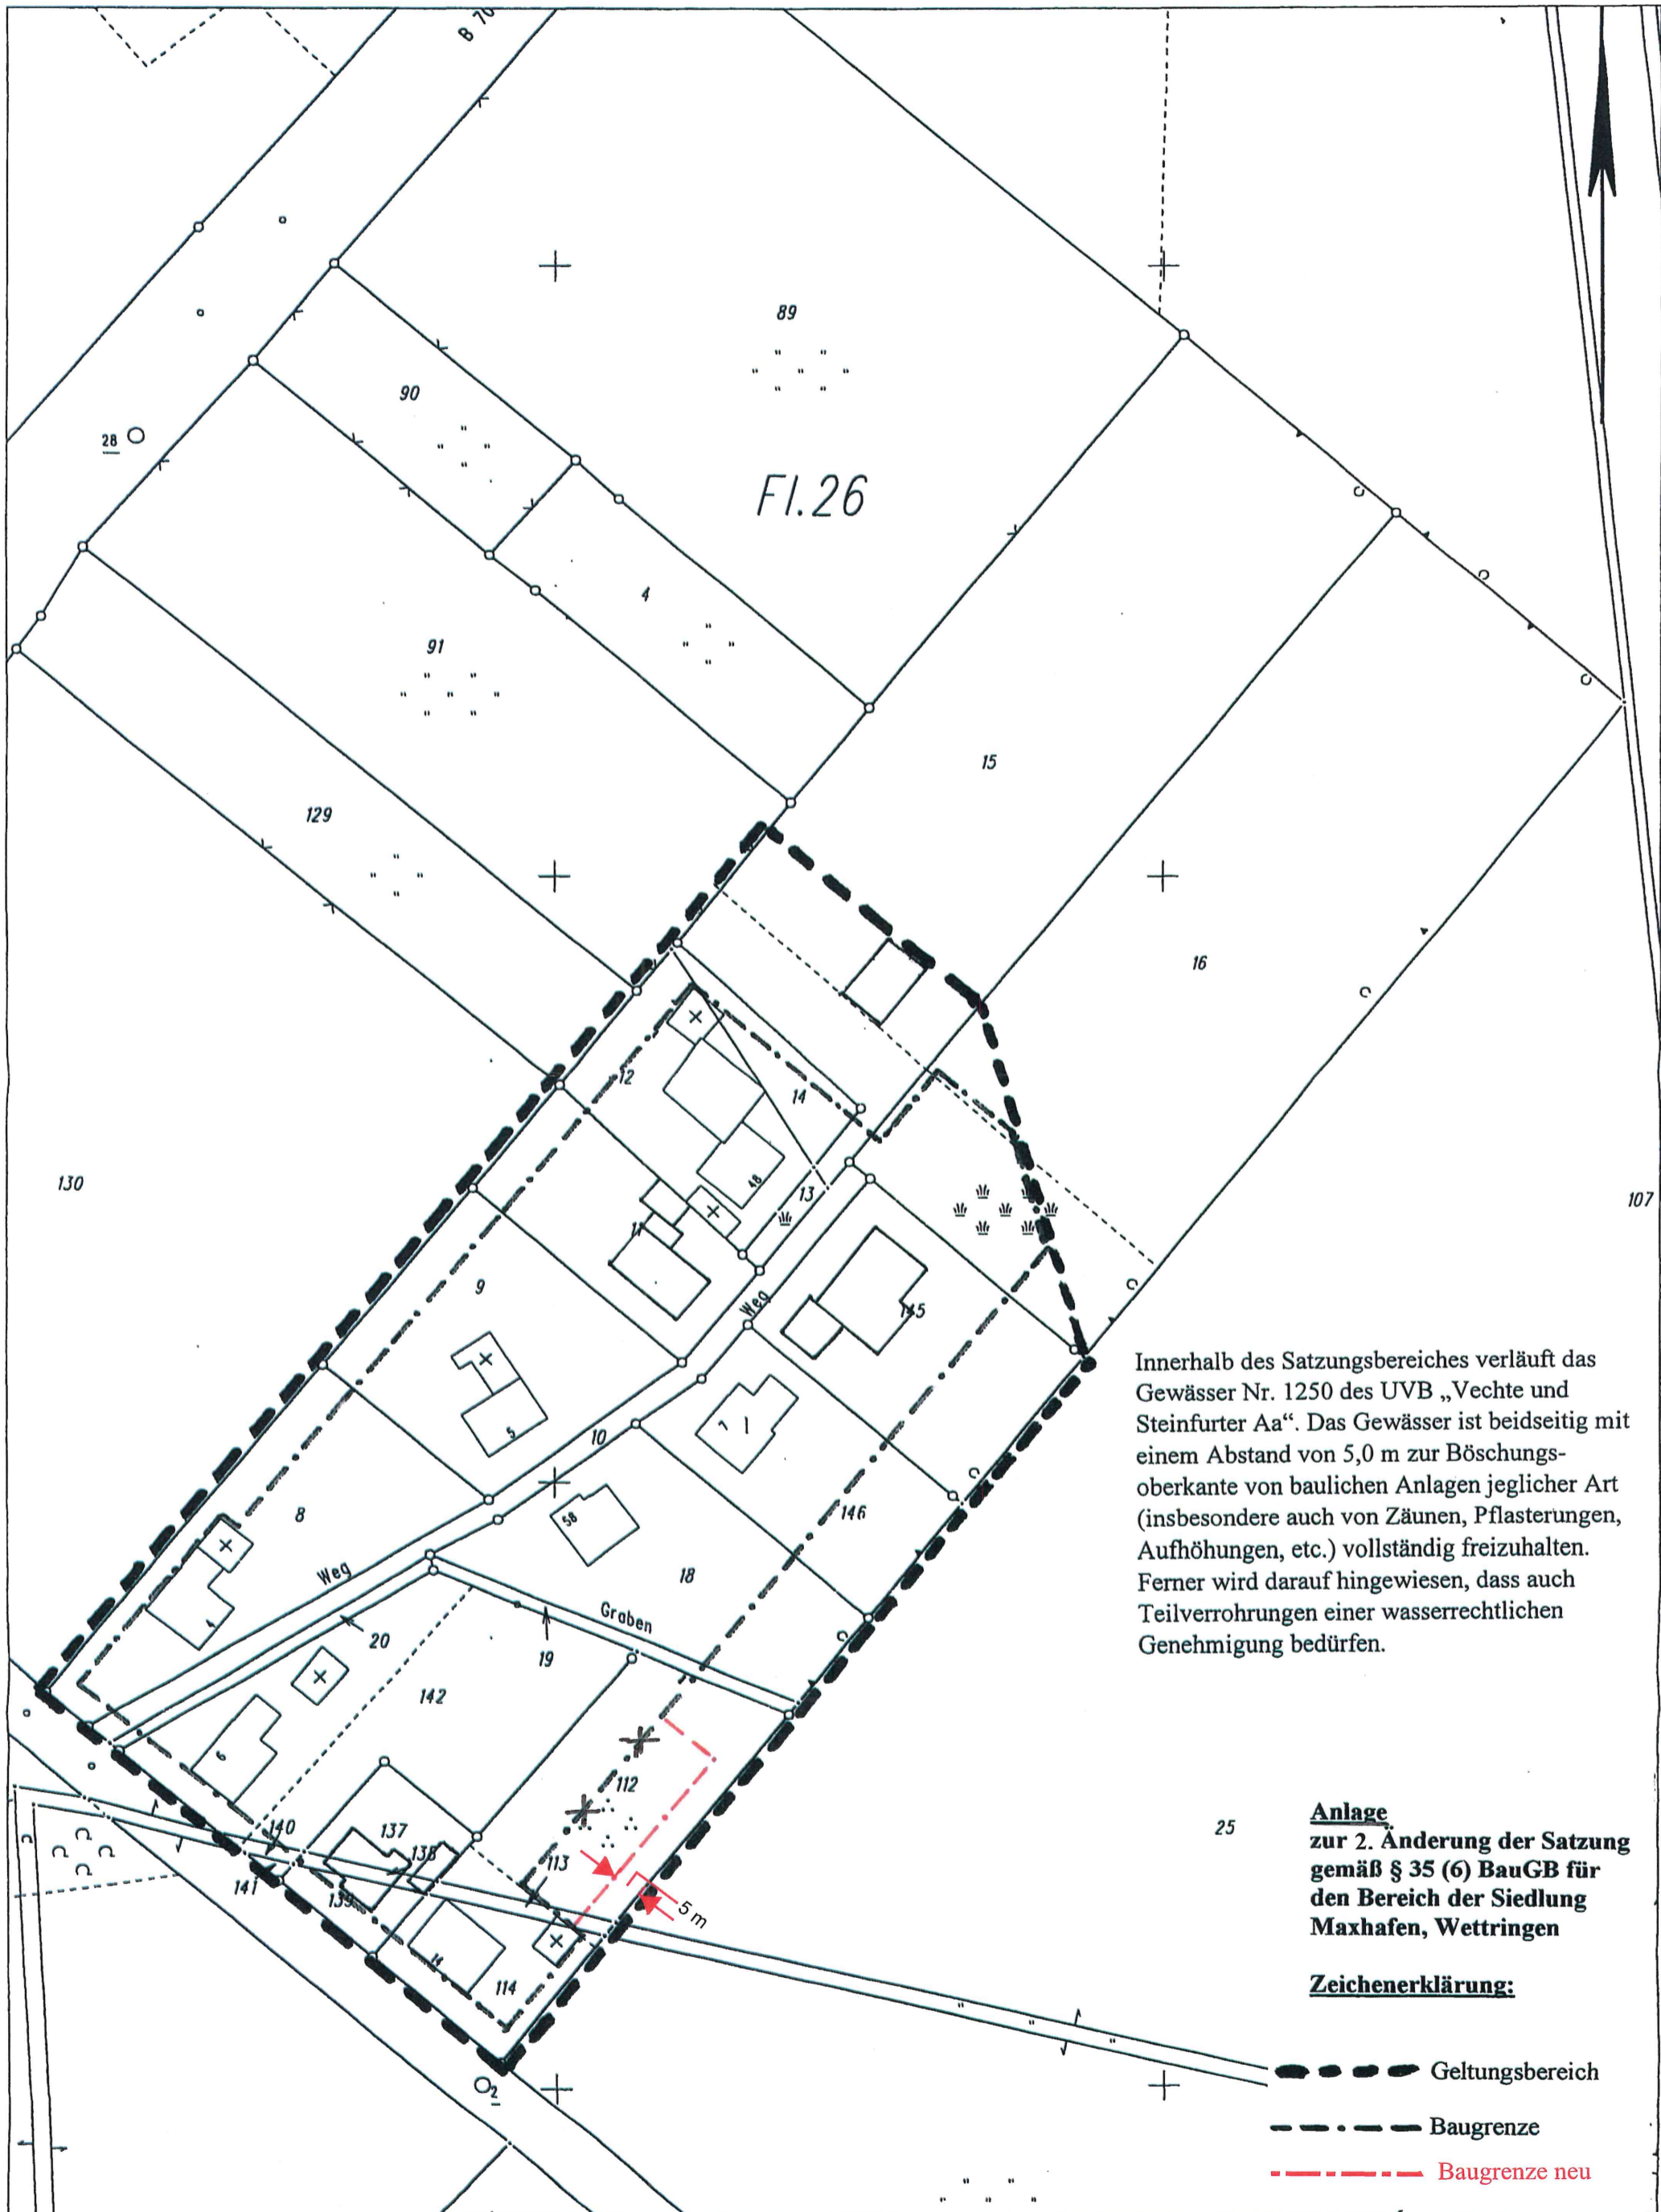 B 70
89
90
28
Fl.26
4
91
15
129
16
12
14
130
48
13
107
11
9
Weg
145
Innerhalb des Satzungsbereiches verläuft das
Gewässer Nr. 1250 des UVB „Vechte und
Steinfurter Aa“. Das Gewässer ist beidseitig mit
einem Abstand von 5,0 m zur Böschungs-
oberkante von baulichen Anlagen jeglicher Art
(insbesondere auch von Zäunen, Pflasterungen,
Aufhöhungen, etc.) vollständig freizuhalten.
Ferner wird darauf hingewiesen, dass auch
Teilverrohrungen einer wasserrechtlichen
Genehmigung bedürfen.
5
7
10
8
58
146
Weg
18
4
Graben
20
19
142
6
112
25
140
137
138
113
141
139
5 m
14
114
2
Anlage
zur 2. Änderung der Satzung
gemäß § 35 (6) BauGB für
den Bereich der Siedlung
Maxhafen, Wettringen
Zeichenerklärung:
Geltungsbereich
Baugrenze
Baugrenze neu